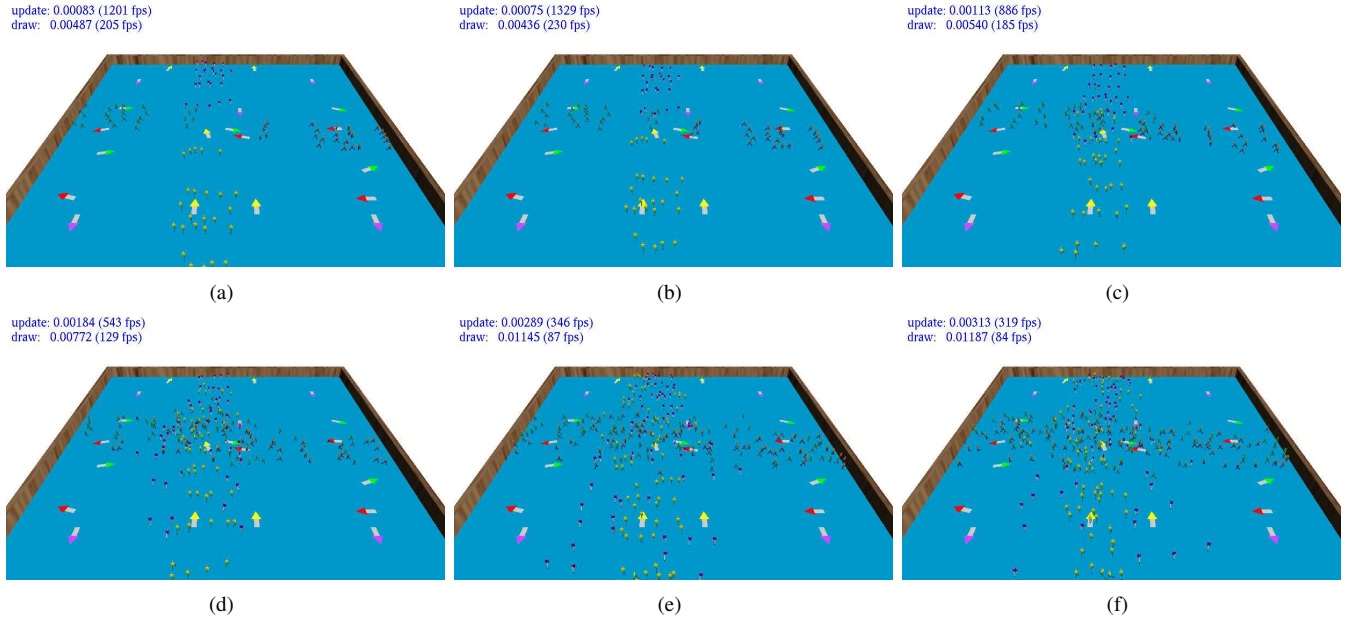 update: 0.00083 (1201 fps)
draw: 0.00487 (205 fps)
update: 0.00075 (1329 fps)
draw: 0.00436 (230 fps)
update: 0.00113 (886 fps)
draw: 0.00540 (185 fps)
(a)
(b)
(c)
update: 0.00184 (543 fps)
draw: 0.00772 (129 fps)
update: 0.00289 (346 fps)
draw: 0.01145 (87 fps)
update: 0.00313 (319 fps)
draw: 0.01187 (84 fps)
(d)
(e)
(f)